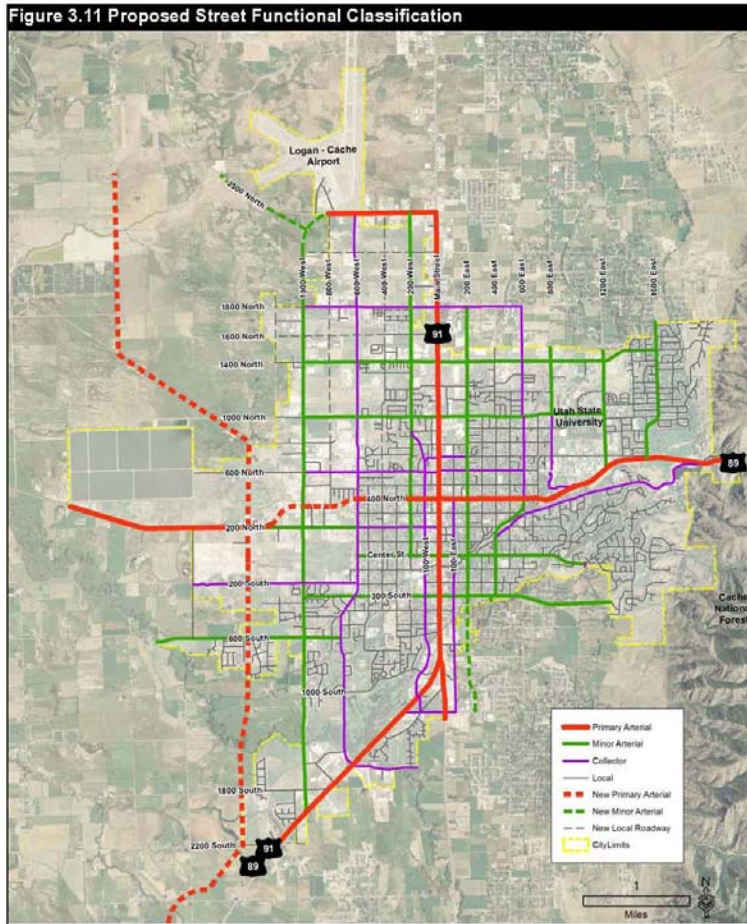 Figure 3.11 Proposed Street Functional Classification
Logan - Cache
Airport
2500 North
1000 West
800 West
600 West
400 West
200 West
Main Street
200 East
400 East
600 East
800 East
1200 East
1600 East
1800 North
91
1600 North
1400 North
1000 North
Utah State
University
600 North
89
400 North
200 North
Center St
100 West
100 East
200 South
300 South
Cache
National
Forest
600 South
1000 South
1800 South
2200 South
91
89
Primary Arterial
Minor Arterial
Collector
Local
New Primary Arterial
New Minor Arterial
New Local Roadway
CityLimits
1
Miles
N